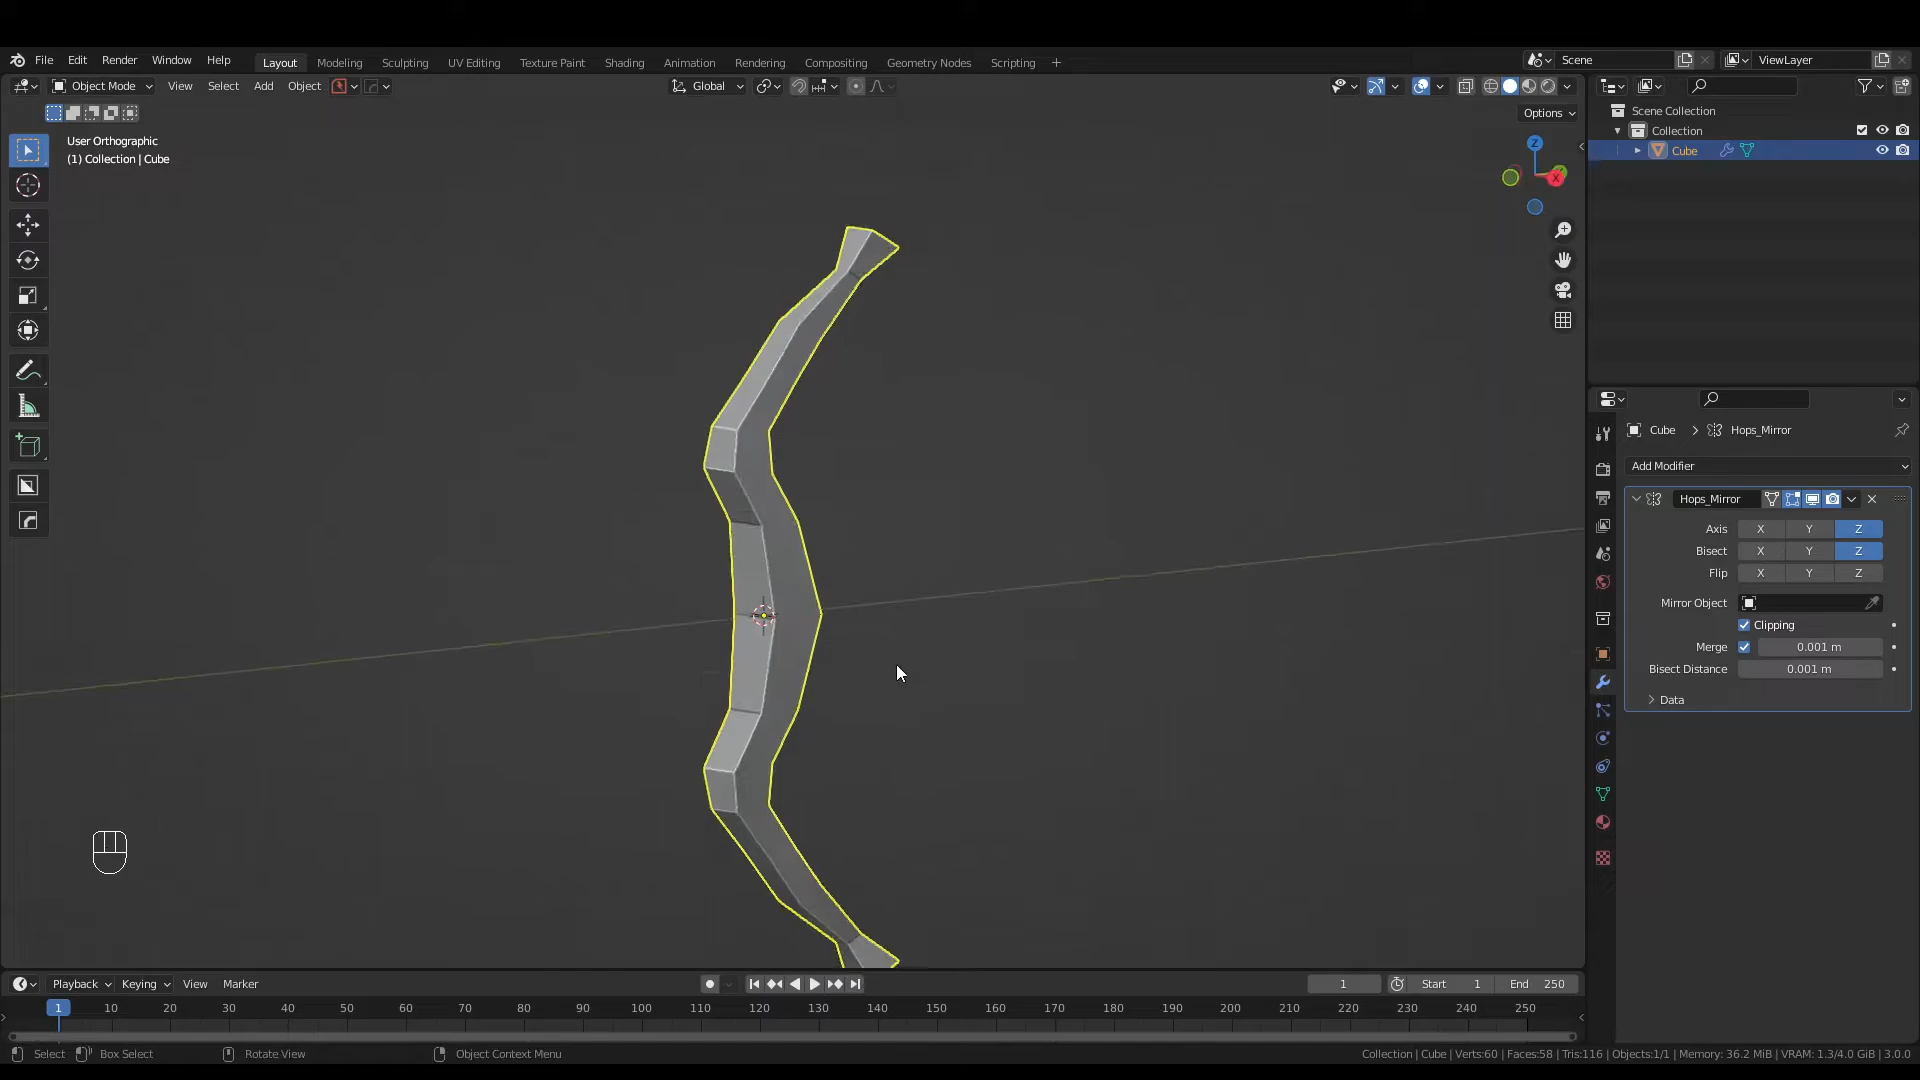 File Edit Render Window Help Layout Modeling Sculpting UV Editing Texture Paint Shading Animation Rendering Compositing Geometry Nodes Scripting + Scene ViewLayer
Object Mode View Select Add Object Global
Options
User Orthographic
(1) Collection | Cube
Z
X
Scene Collection
Collection
Cube
Cube > Hops_Mirror
Add Modifier
Hops_Mirror
Axis X Y Z
Bisect X Y Z
Flip X Y Z
Mirror Object
Clipping
Merge 0.001 m
Bisect Distance 0.001 m
Data
Playback Keying View Marker 1 Start 1 End 250
1 10 20 30 40 50 60 70 80 90 100 110 120 130 140 150 160 170 180 190 200 210 220 230 240 250
Select Box Select Rotate View Object Context Menu Collection | Cube | Verts:60 | Faces:58 | Tris:116 | Objects:1/1 | Memory: 36.2 MiB | VRAM: 1.3/4.0 GiB | 3.0.0